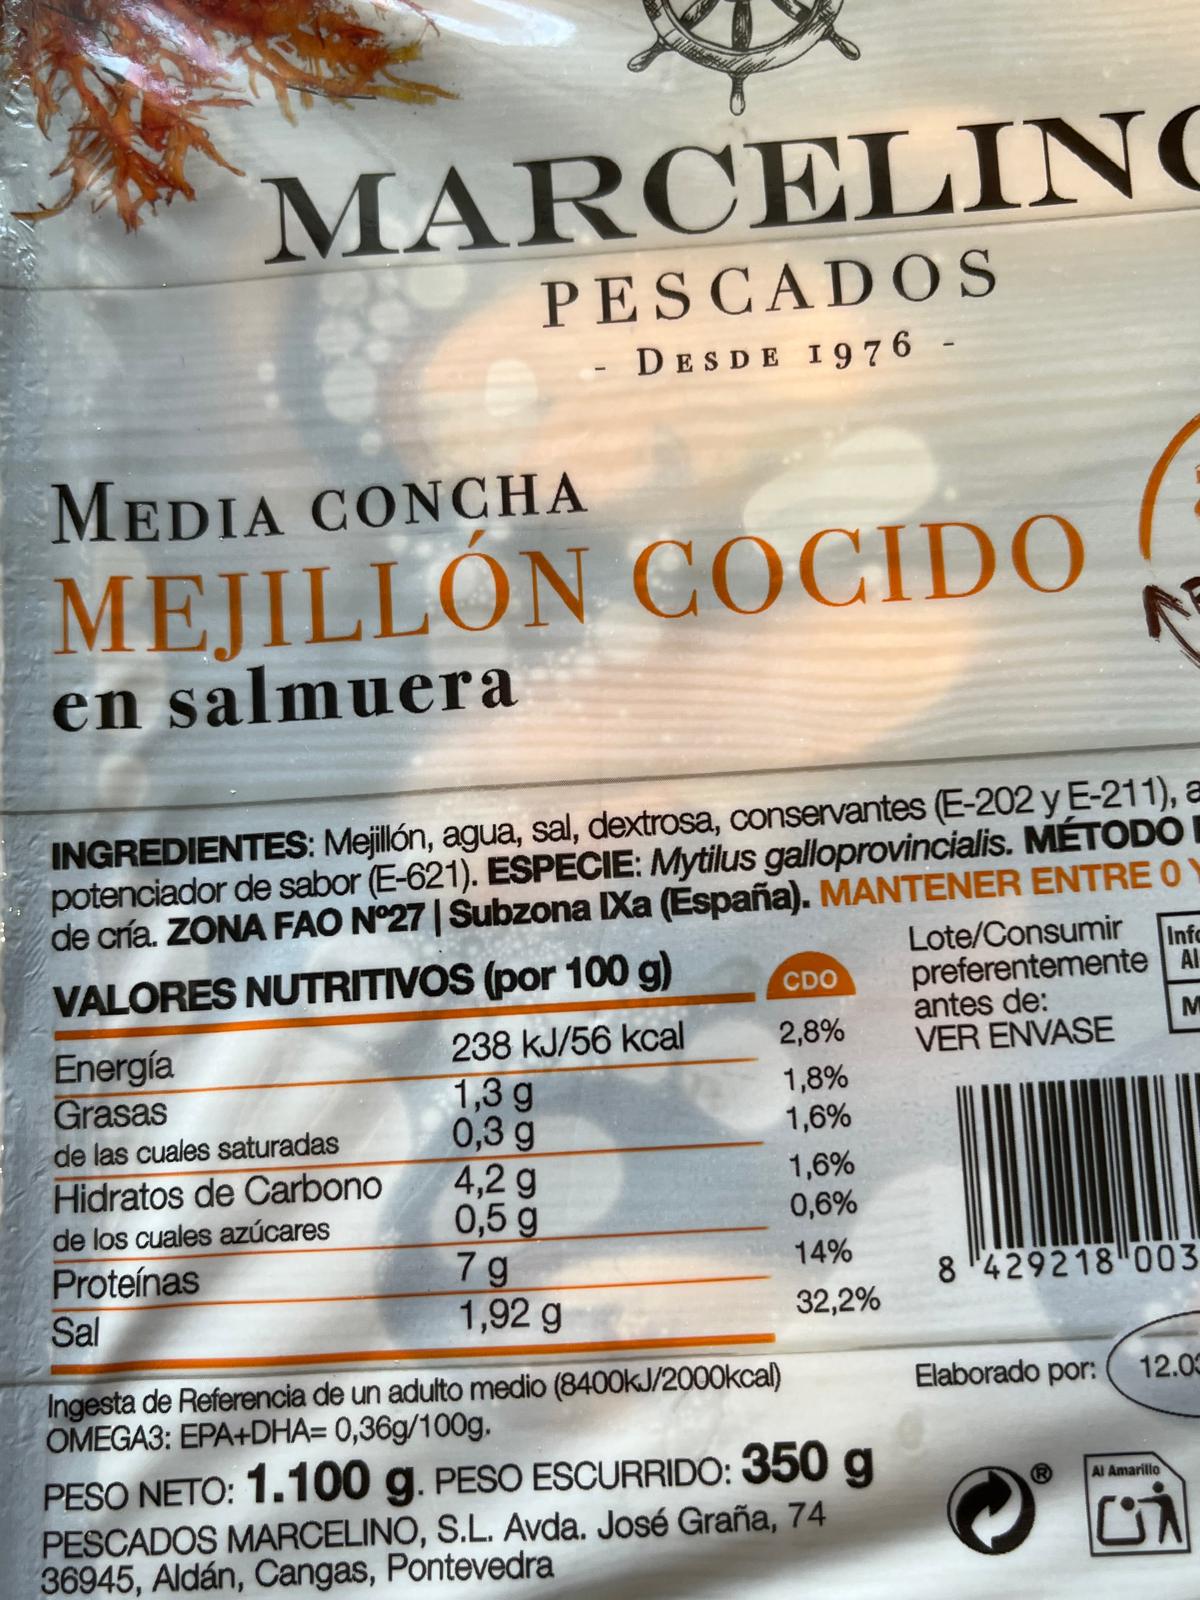 MARCELINO
PESCADOS
- DESDE 1976 -
MEDIA CONCHA
MEJILLÓN COCIDO
en salmuera
INGREDIENTES: Mejillón, agua, sal, dextrosa, conservantes (E-202 y E-211),
potenciador de sabor (E-621). ESPECIE: Mytilus galloprovincialis. MÉTODO
de cría. ZONA FAO Nº27 | Subzona IXa (España). MANTENER ENTRE 0 Y
VALORES NUTRITIVOS (por 100 g) CDO
Energía 238 kJ/56 kcal 2,8%
Grasas 1,3 g 1,8%
de las cuales saturadas 0,3 g 1,6%
Hidratos de Carbono 4,2 g 1,6%
de los cuales azúcares 0,5 g 0,6%
Proteínas 7 g 14%
Sal 1,92 g 32,2%
Lote/Consumir
preferentemente
antes de:
VER ENVASE
8 429218 003
Ingesta de Referencia de un adulto medio (8400kJ/2000kcal)
OMEGA3: EPA+DHA= 0,36g/100g.
Elaborado por: 12.03
PESO NETO: 1.100 g. PESO ESCURRIDO: 350 g
PESCADOS MARCELINO, S.L. Avda. José Graña, 74
36945, Aldán, Cangas, Pontevedra
®
Al Amarillo